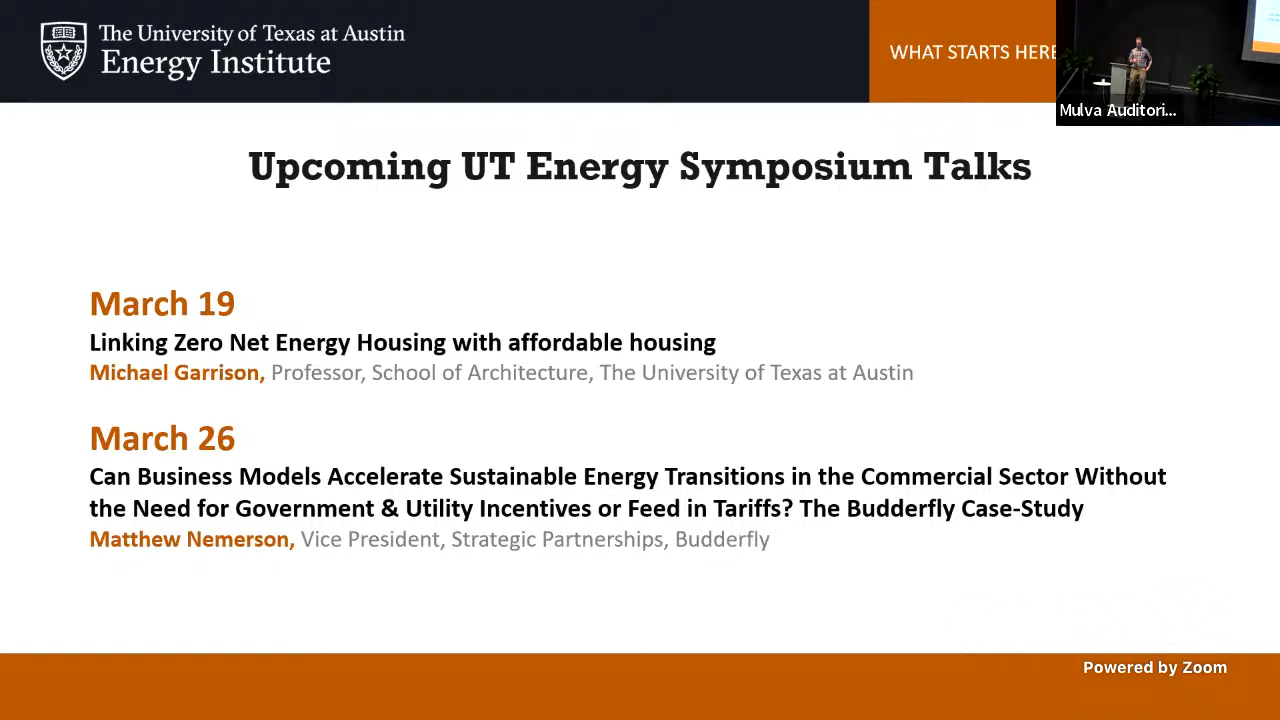 The University of Texas at Austin
Energy Institute
WHAT STARTS HERE
Mulva Auditori...
Upcoming UT Energy Symposium Talks
March 19
Linking Zero Net Energy Housing with affordable housing
Michael Garrison, Professor, School of Architecture, The University of Texas at Austin
March 26
Can Business Models Accelerate Sustainable Energy Transitions in the Commercial Sector Without
the Need for Government & Utility Incentives or Feed in Tariffs? The Budderfly Case-Study
Matthew Nemerson, Vice President, Strategic Partnerships, Budderfly
Powered by Zoom